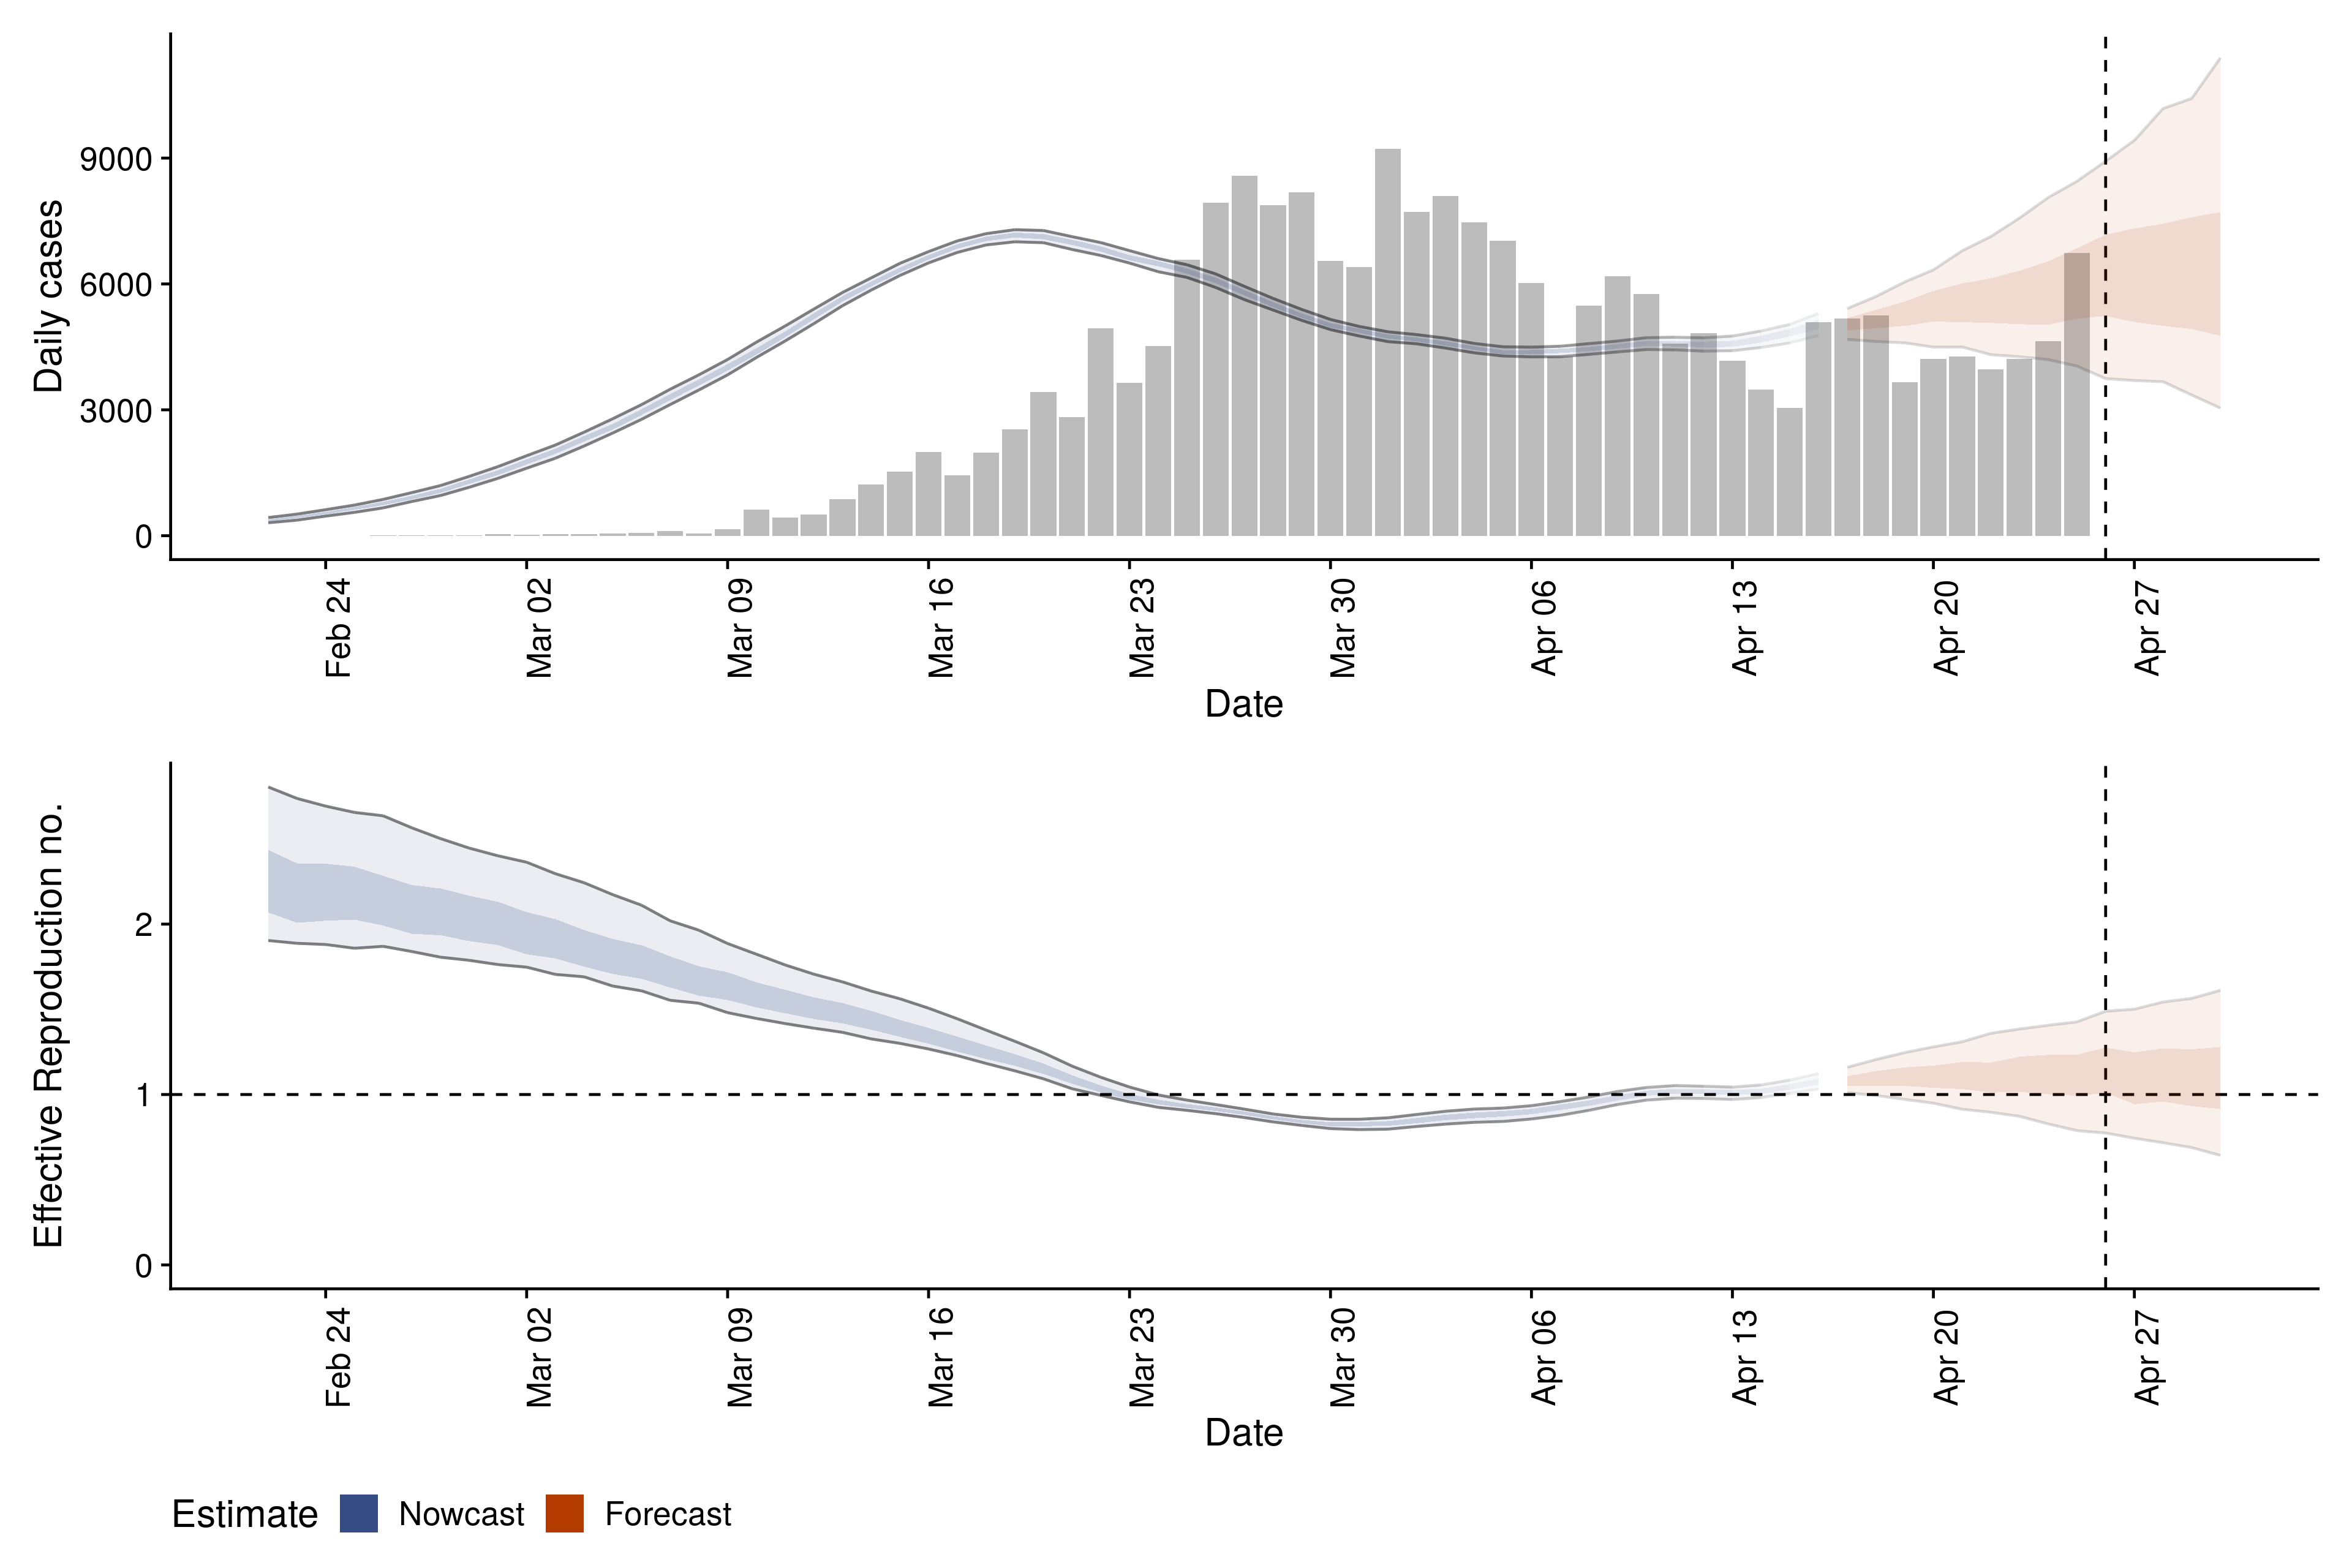 Daily cases
9000
6000
3000
0
Feb 24
Mar 02
Mar 09
Mar 16
Mar 23
Mar 30
Apr 06
Apr 13
Apr 20
Apr 27
Date
Effective Reproduction no.
2
1
0
Feb 24
Mar 02
Mar 09
Mar 16
Mar 23
Mar 30
Apr 06
Apr 13
Apr 20
Apr 27
Date
Estimate Nowcast Forecast